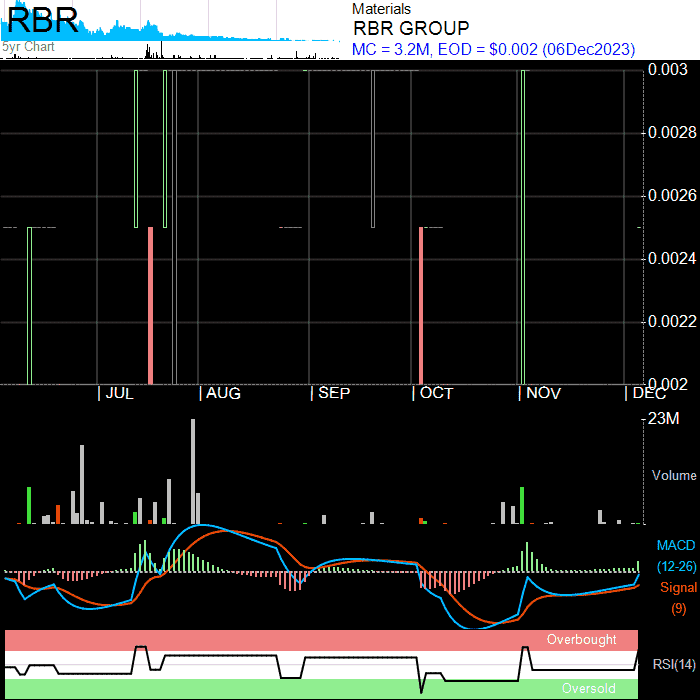 RBR
5yr Chart
Materials
RBR GROUP
MC = 3.2M, EOD = $0.002 (06Dec2023)
0.003
0.0028
0.0026
0.0024
0.0022
0.002
| JUL | AUG | SEP | OCT | NOV | DEC
23M
Volume
MACD
(12-26)
Signal
(9)
Overbought
RSI(14)
Oversold